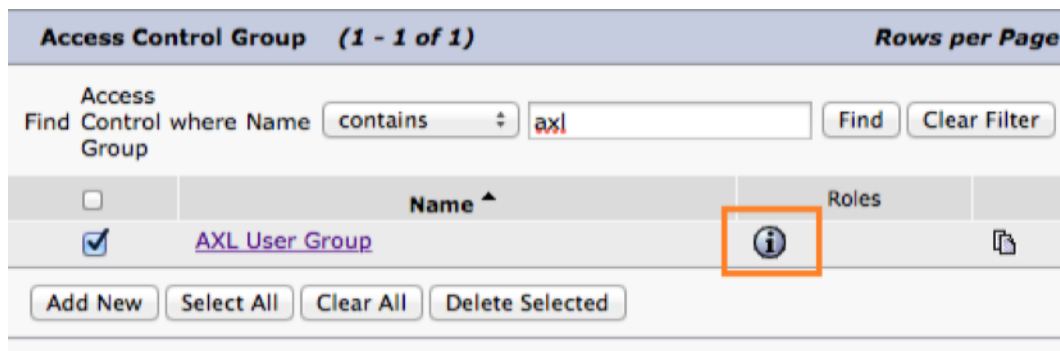 Access Control Group (1 - 1 of 1) Rows per Page
Find Access Control Group where Name contains axl Find Clear Filter
Name Roles
AXL User Group
Add New Select All Clear All Delete Selected